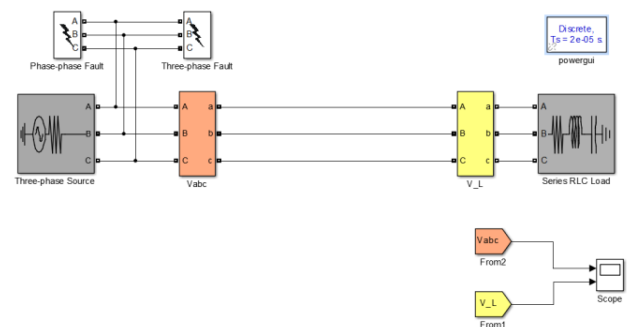 A
B
C
A
B
C
Phase-phase Fault
Three-phase Fault
Discrete,
Ts = 2e-05 s.
powergui
A
B
C
A a
B b
C c
A a
B b
C c
A
B
C
Three-phase Source
Vabc
V_L
Series RLC Load
Vabc
From2
Scope
V_L
From1